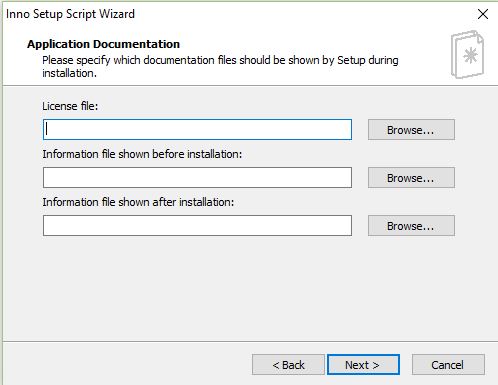 Inno Setup Script Wizard
Application Documentation
Please specify which documentation files should be shown by Setup during
installation.
License file:
Browse...
Information file shown before installation:
Browse...
Information file shown after installation:
Browse...
< Back Next > Cancel